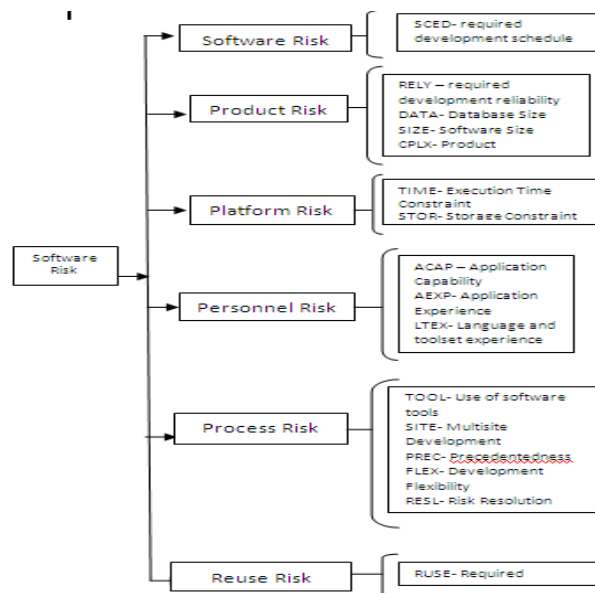 Software Risk
SCED- required
development schedule
Product Risk
RELY – required
development reliability
DATA- Database Size
SIZE- Software Size
CPLX- Product
Platform Risk
TIME- Execution Time
Constraint
STOR- Storage Constraint
Software
Risk
Personnel Risk
ACAP – Application
Capability
AEXP- Application
Experience
LTEX- Language and
toolset experience
Process Risk
TOOL- Use of software
tools
SITE- Multisite
Development
PREC- Precedentedness
FLEX- Development
Flexibility
RESL- Risk Resolution
Reuse Risk
RUSE- Required